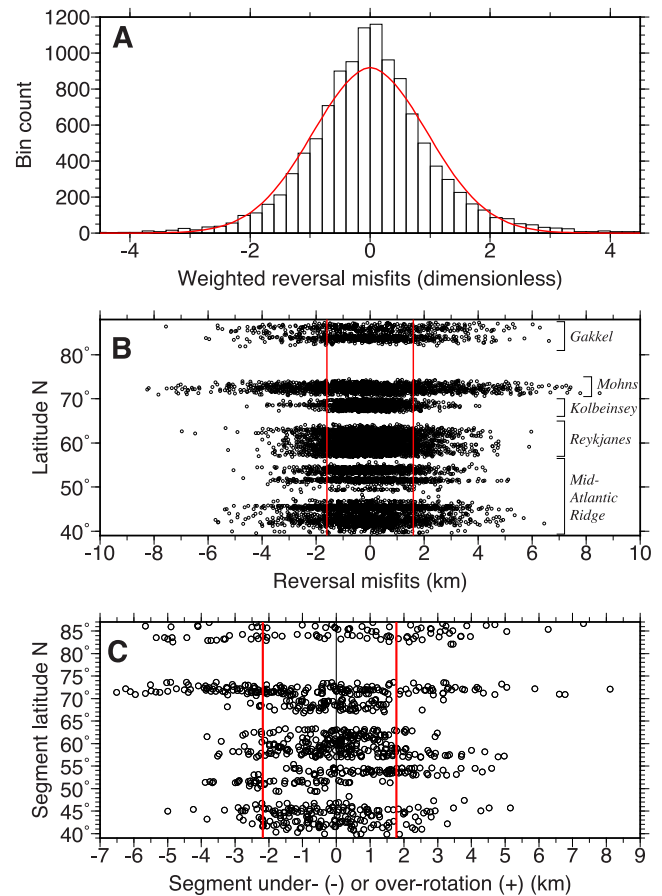 A
Bin count
1200
1000
800
600
400
200
0
-4 -2 0 2 4
Weighted reversal misfits (dimensionless)
B
Latitude N
80°
70°
60°
50°
40°
Gakkel
Mohns
Kolbeinsey
Reykjanes
Mid-
Atlantic
Ridge
-10 -8 -6 -4 -2 0 2 4 6 8 10
Reversal misfits (km)
C
Segment latitude N
85°
80°
75°
70°
65°
60°
55°
50°
45°
40°
-7 -6 -5 -4 -3 -2 -1 0 1 2 3 4 5 6 7 8 9
Segment under- (-) or over-rotation (+) (km)